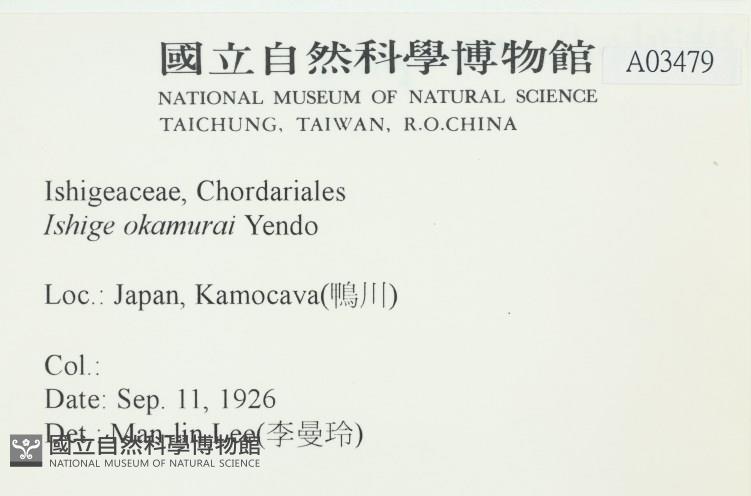 國立自然科學博物館 A03479
NATIONAL MUSEUM OF NATURAL SCIENCE
TAICHUNG, TAIWAN, R.O.CHINA
Ishigeaceae, Chordariales
Ishige okamurai Yendo
Loc.: Japan, Kamocava(鴨川)
Col.:
Date: Sep. 11, 1926
Det.: Man-lin Lee(李曼玲)
國立自然科學博物館
NATIONAL MUSEUM OF NATURAL SCIENCE